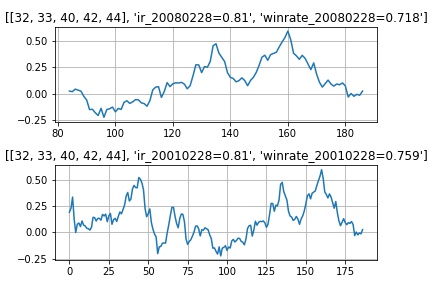 [[32, 33, 40, 42, 44], 'ir_20080228=0.81', 'winrate_20080228=0.718']
0.50
0.25
0.00
−0.25
80 100 120 140 160 180
[[32, 33, 40, 42, 44], 'ir_20010228=0.81', 'winrate_20010228=0.759']
0.50
0.25
0.00
−0.25
0 25 50 75 100 125 150 175